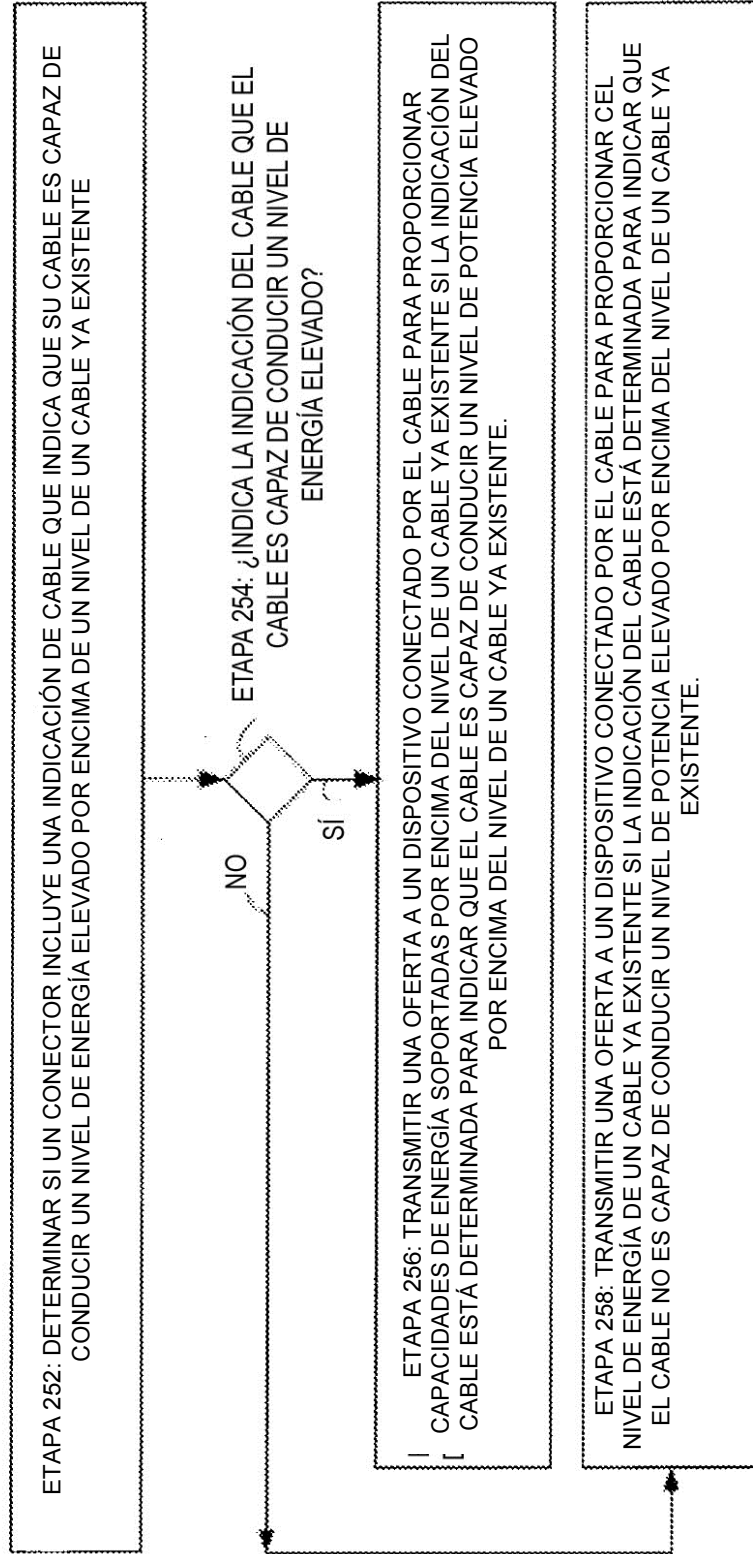 ETAPA 252: DETERMINAR SI UN CONECTOR INCLUYE UNA INDICACIÓN DE CABLE QUE INDICA QUE SU CABLE ES CAPAZ DE
CONDUCIR UN NIVEL DE ENERGÍA ELEVADO POR ENCIMA DE UN NIVEL DE UN CABLE YA EXISTENTE
ETAPA 254: ¿INDICA LA INDICACIÓN DEL CABLE QUE EL
CABLE ES CAPAZ DE CONDUCIR UN NIVEL DE
ENERGÍA ELEVADO?
NO
SÍ
ETAPA 256: TRANSMITIR UNA OFERTA A UN DISPOSITIVO CONECTADO POR EL CABLE PARA PROPORCIONAR
CAPACIDADES DE ENERGÍA SOPORTADAS POR ENCIMA DEL NIVEL DE UN CABLE YA EXISTENTE SI LA INDICACIÓN DEL
CABLE ESTÁ DETERMINADA PARA INDICAR QUE EL CABLE ES CAPAZ DE CONDUCIR UN NIVEL DE POTENCIA ELEVADO
POR ENCIMA DEL NIVEL DE UN CABLE YA EXISTENTE.
ETAPA 258: TRANSMITIR UNA OFERTA A UN DISPOSITIVO CONECTADO POR EL CABLE PARA PROPORCIONAR CEL
NIVEL DE ENERGÍA DE UN CABLE YA EXISTENTE SI LA INDICACIÓN DEL CABLE ESTÁ DETERMINADA PARA INDICAR QUE
EL CABLE NO ES CAPAZ DE CONDUCIR UN NIVEL DE POTENCIA ELEVADO POR ENCIMA DEL NIVEL DE UN CABLE YA
EXISTENTE.